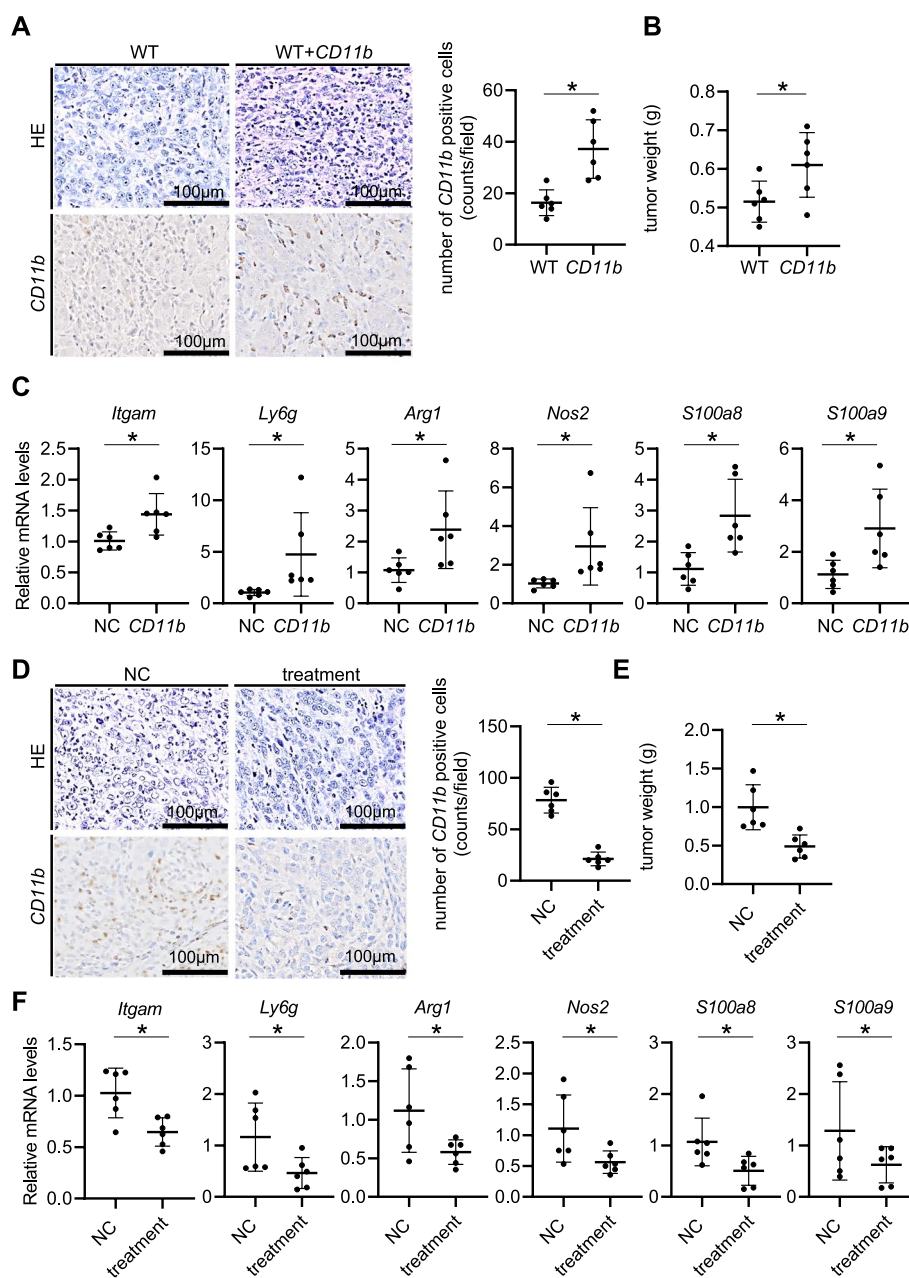 A
WT
WT+CD11b
HE
100µm
100µm
CD11b
100µm
100µm
number of CD11b positive cells
(counts/field)
60
40
20
0
*
WT
CD11b
B
tumor weight (g)
0.8
0.7
0.6
0.5
0.4
*
WT
CD11b
C
Relative mRNA levels
Itgam
*
2.5
2.0
1.5
1.0
0.5
0.0
NC
CD11b
Ly6g
*
15
10
5
0
NC
CD11b
Arg1
*
5
4
3
2
1
0
NC
CD11b
Nos2
*
8
6
4
2
0
NC
CD11b
S100a8
*
5
4
3
2
1
0
NC
CD11b
S100a9
*
6
4
2
0
NC
CD11b
D
NC
treatment
HE
100µm
100µm
CD11b
100µm
100µm
number of CD11b positive cells
(counts/field)
150
100
50
0
*
NC
treatment
E
tumor weight (g)
2.0
1.5
1.0
0.5
0.0
*
NC
treatment
F
Relative mRNA levels
Itgam
*
1.5
1.0
0.5
0.0
NC
treatment
Ly6g
*
3
2
1
0
NC
treatment
Arg1
*
2.0
1.5
1.0
0.5
0.0
NC
treatment
Nos2
*
2.5
2.0
1.5
1.0
0.5
0.0
NC
treatment
S100a8
*
3
2
1
0
NC
treatment
S100a9
*
3
2
1
0
NC
treatment